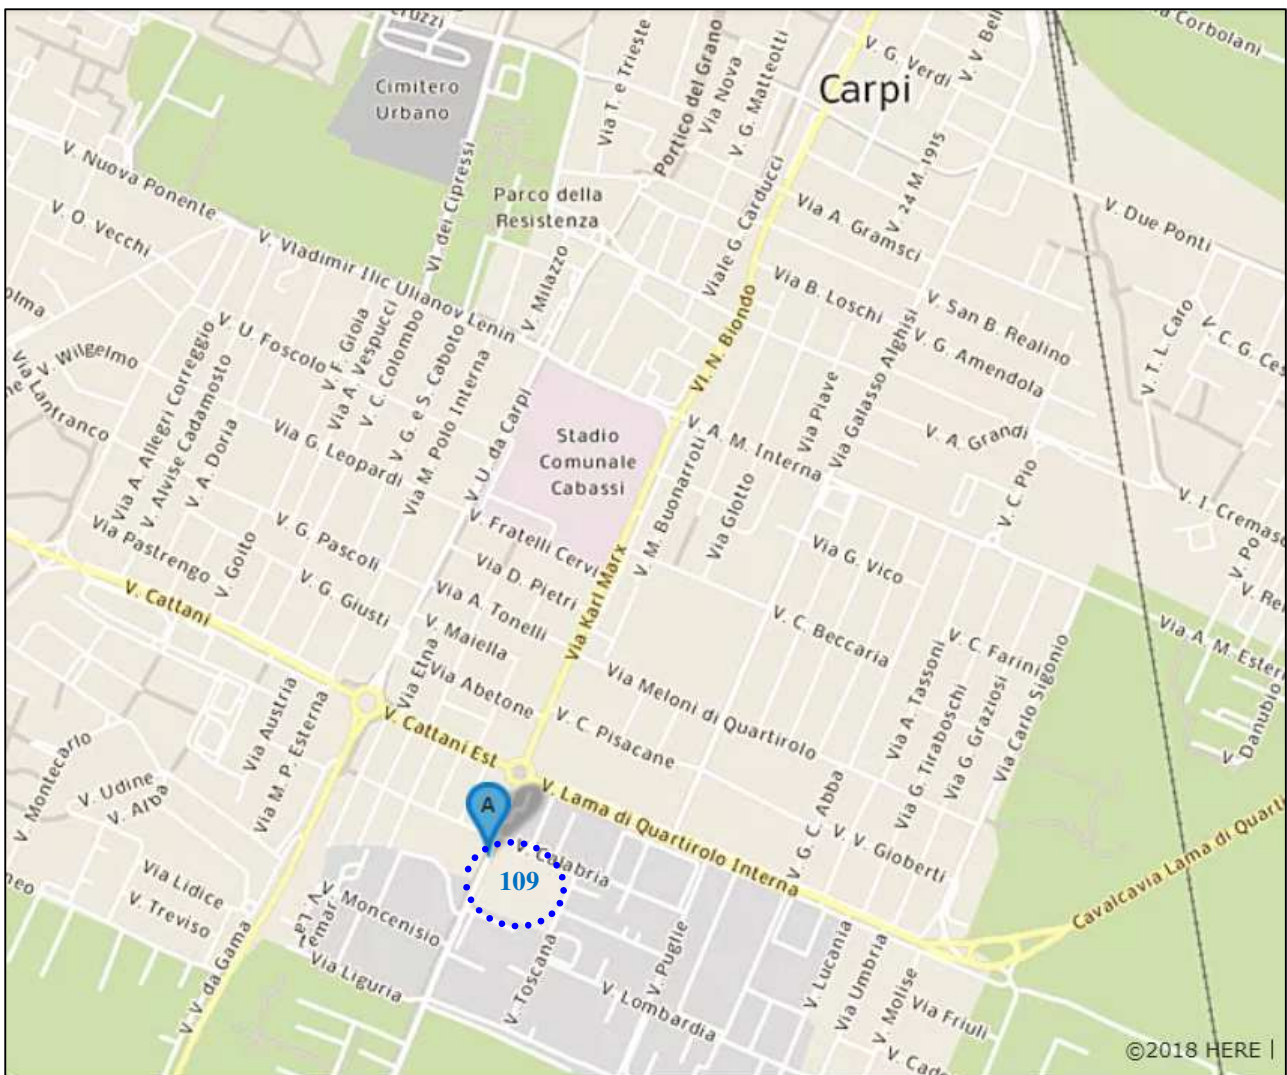 V. G. Verdi
V. V. Bell
Corbolani
Carpi
Cimitero
Urbano
Via T. e Trieste
Portico del Grano
Via Nova
V. G. Matteotti
V. 24 M. 1915
V. Nuova Ponente
Vl. dei Cipressi
Parco della
Resistenza
Viale G. Carducci
Via A. Gramsci
V. Due Ponti
V. O. Vecchi
V. Vladimir Ilic Ulianov Lenin
V. Milazzo
Vl. N. Biondo
Via B. Loschi
V. San B. Realino
V. G. Amendola
V. T. L. Caro
V. C. G. Ces
olma
V. Wilgelmo
Via Lanfranco
V. U. Foscolo
V. F. Gioia
Via A. Vespucci
V. C. Colombo
V. G. e S. Caboto
Via M. Polo Interna
V. U. da Carpi
Via A. Allegri Correggio
V. Alvise Cadamosto
V. A. Doria
Via G. Leopardi
Stadio
Comunale
Cabassi
V. A. M. Interna
Via Piave
Via Galasso Alghisi
V. A. Grandi
V. C. Pio
V. I. Cremasc
V. M. Buonarroti
Via Giotto
Via G. Vico
V. Fratelli Cervi
Via D. Pietri
Via Karl Marx
Via Pastrengo
V. Goito
V. G. Pascoli
V. G. Giusti
V. Cattani
Via A. Tonelli
V. Maiella
Via Etna
Via Abetone
V. C. Beccaria
V. Po
V. Re
Via A. M. Estern
V. Danubio
V. C. Farini
Via A. Tassoni
V. G. Tiraboschi
Via G. Graziosi
Via Carlo Sigonio
Via Meloni di Quartirolo
V. C. Pisacane
V. Cattani Est
Via Austria
Via M. P. Esterna
V. Montecarlo
V. Udine
V. Alba
A
V. Lama di Quartirolo Interna
V. G. C. Abba
V. V. Gioberti
Cavalcavia Lama di Quart
V. Calabria
109
neo
Via Lidice
V. Treviso
V. V. da Gama
V. Moncenisio
Via Liguria
V. Toscana
V. Puglie
V. Lombardia
V. Lucania
Via Umbria
V. Molise
Via Friuli
V. Cado
©2018 HERE |